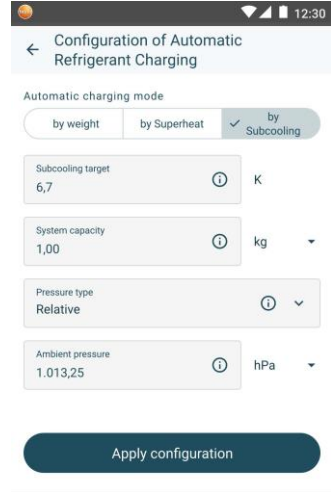 12:30
Configuration of Automatic
Refrigerant Charging
Automatic charging mode
by weight
by Superheat
by
Subcooling
Subcooling target
6,7
K
System capacity
1,00
kg
Pressure type
Relative
Ambient pressure
1.013,25
hPa
Apply configuration